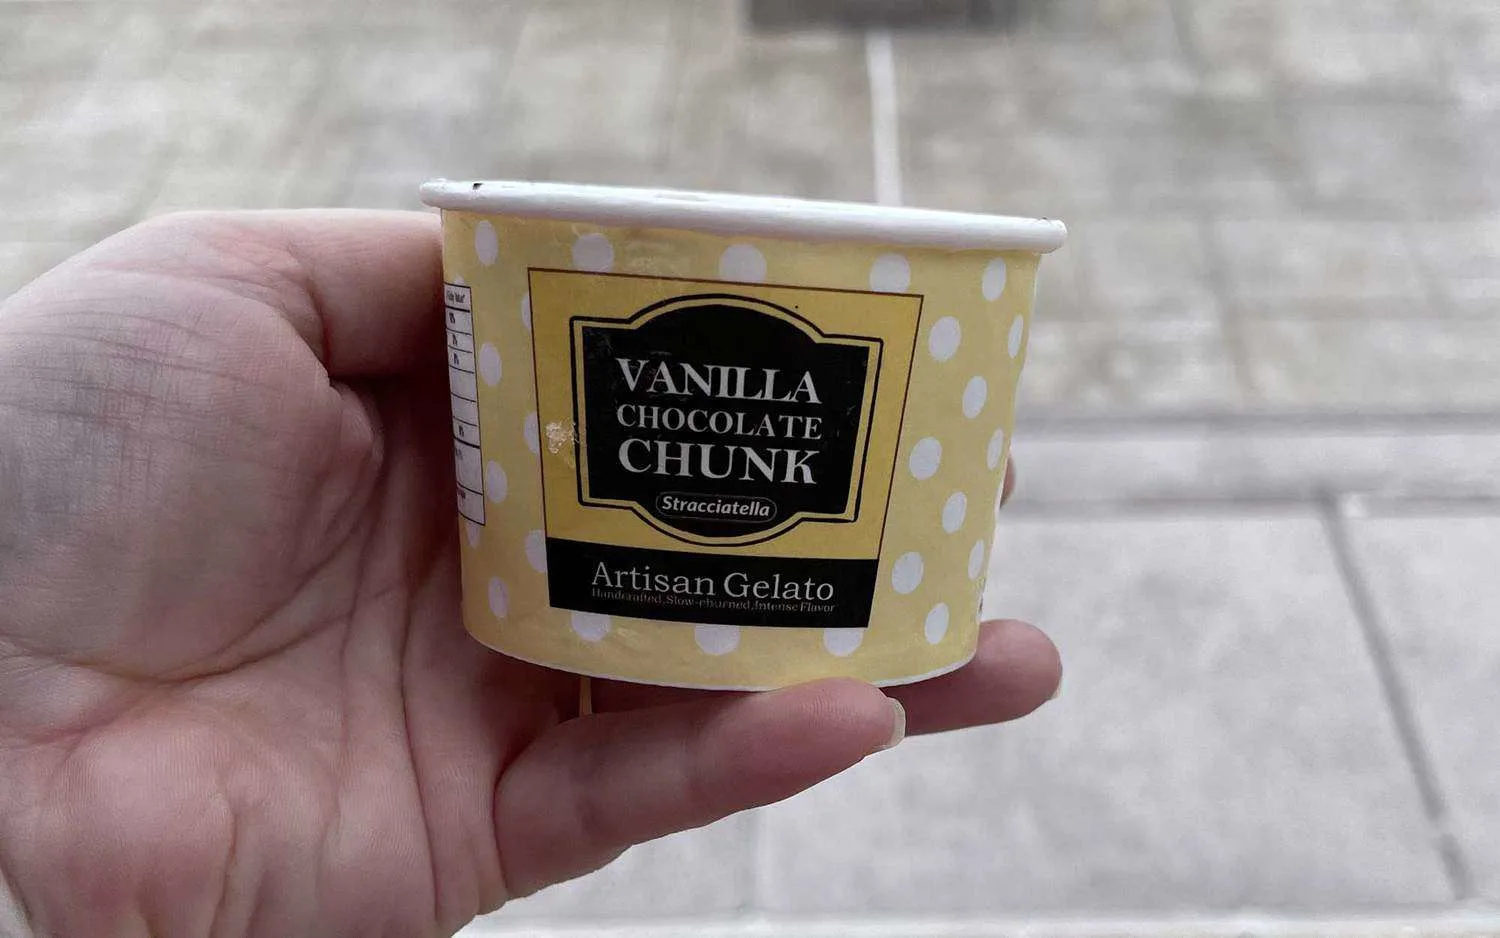 VANILLA
CHOCOLATE
CHUNK
Stracciatella
Artisan Gelato
Handcrafted, Slow-churned, Intense Flavor